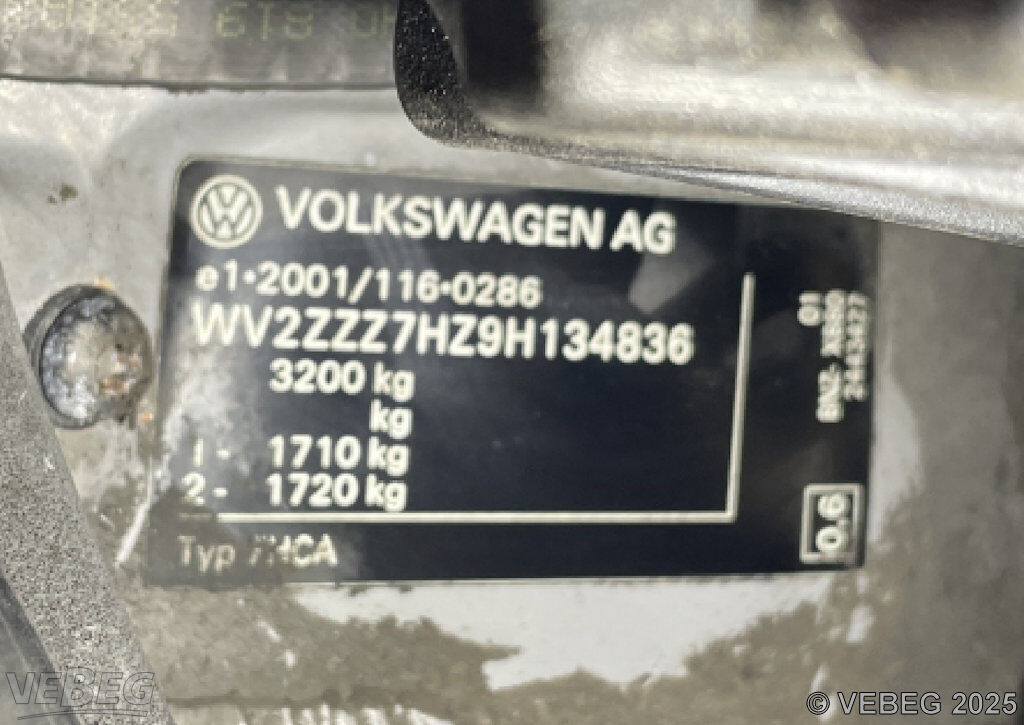 VOLKSWAGEN AG
e1*2001/116*0286
WV2ZZZ7HZ9H134836
3200 kg
kg
1 - 1710 kg
2 - 1720 kg
Typ 7HCA
01
0.6
VEBEG
© VEBEG 2025